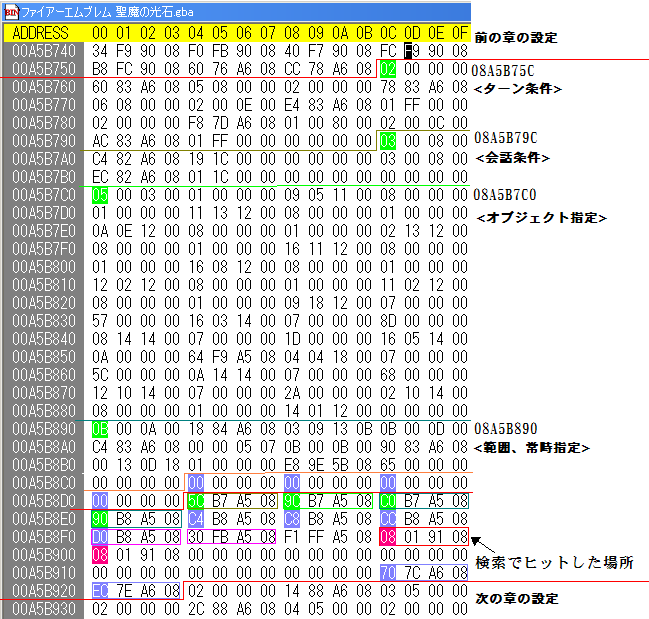 ファイアーエムブレム 聖魔の光石.gba
ADDRESS 00 01 02 03 04 05 06 07 08 09 0A 0B 0C 0D 0E 0F
前の章の設定
00A5B740 34 F9 90 08 F0 FB 90 08 40 F7 90 08 FC F9 90 08
00A5B750 B8 FC 90 08 60 76 A6 08 CC 78 A6 08 02 00 00 00 08A5B75C
00A5B760 60 83 A6 08 05 08 00 00 02 00 00 00 78 83 A6 08 <ターン条件>
00A5B770 06 08 00 00 02 00 0E 00 E4 83 A6 08 01 FF 00 00
00A5B780 02 00 00 00 F8 7D A6 08 01 00 80 00 02 00 0C 00
00A5B790 AC 83 A6 08 01 FF 00 00 00 00 00 00 03 00 08 00 08A5B79C
00A5B7A0 C4 82 A6 08 19 1C 00 00 00 00 00 00 03 00 08 00 <会話条件>
00A5B7B0 EC 82 A6 08 01 1C 00 00 00 00 00 00 00 00 00 00
00A5B7C0 05 00 03 00 01 00 00 00 09 05 11 00 08 00 00 00 08A5B7C0
00A5B7D0 01 00 00 00 11 13 12 00 08 00 00 00 01 00 00 00 <オブジェクト指定>
00A5B7E0 0A 0E 12 00 08 00 00 00 01 00 00 00 02 13 12 00
00A5B7F0 08 00 00 00 01 00 00 00 16 11 12 00 08 00 00 00
00A5B800 01 00 00 00 16 08 12 00 08 00 00 00 01 00 00 00
00A5B810 12 02 12 00 08 00 00 00 01 00 00 00 11 02 12 00
00A5B820 08 00 00 00 01 00 00 00 09 18 12 00 07 00 00 00
00A5B830 57 00 00 00 16 03 14 00 07 00 00 00 8D 00 00 00
00A5B840 08 14 14 00 07 00 00 00 1D 00 00 00 16 05 14 00
00A5B850 0A 00 00 00 64 F9 A5 08 04 04 18 00 07 00 00 00
00A5B860 5C 00 00 00 0A 14 14 00 07 00 00 00 68 00 00 00
00A5B870 12 10 14 00 07 00 00 00 2A 00 00 00 02 10 14 00
00A5B880 08 00 00 00 01 00 00 00 14 01 12 00 00 00 00 00
00A5B890 0B 00 0A 00 18 84 A6 08 03 09 13 0B 0B 00 0D 00 08A5B890
00A5B8A0 C4 83 A6 08 00 00 05 07 0B 00 0B 00 90 83 A6 08 <範囲、常時指定>
00A5B8B0 00 13 0D 18 01 00 00 00 E8 9E 5B 08 65 00 00 00
00A5B8C0 00 00 00 00 00 00 00 00 00 00 00 00 00 00 00 00
00A5B8D0 00 00 00 00 5C B7 A5 08 9C B7 A5 08 C0 B7 A5 08
00A5B8E0 90 B8 A5 08 C4 B8 A5 08 C8 B8 A5 08 CC B8 A5 08
00A5B8F0 D0 B8 A5 08 30 FB A5 08 F1 FF A5 08 08 01 91 08
00A5B900 08 01 91 08 00 00 00 00 00 00 00 00 00 00 00 00
検索でヒットした場所
00A5B910 00 00 00 00 00 00 00 00 00 00 00 00 70 7C A6 08
00A5B920 EC 7E A6 08 02 00 00 00 14 88 A6 08 03 05 00 00
次の章の設定
00A5B930 02 00 00 00 2C 88 A6 08 04 05 00 00 02 00 00 00